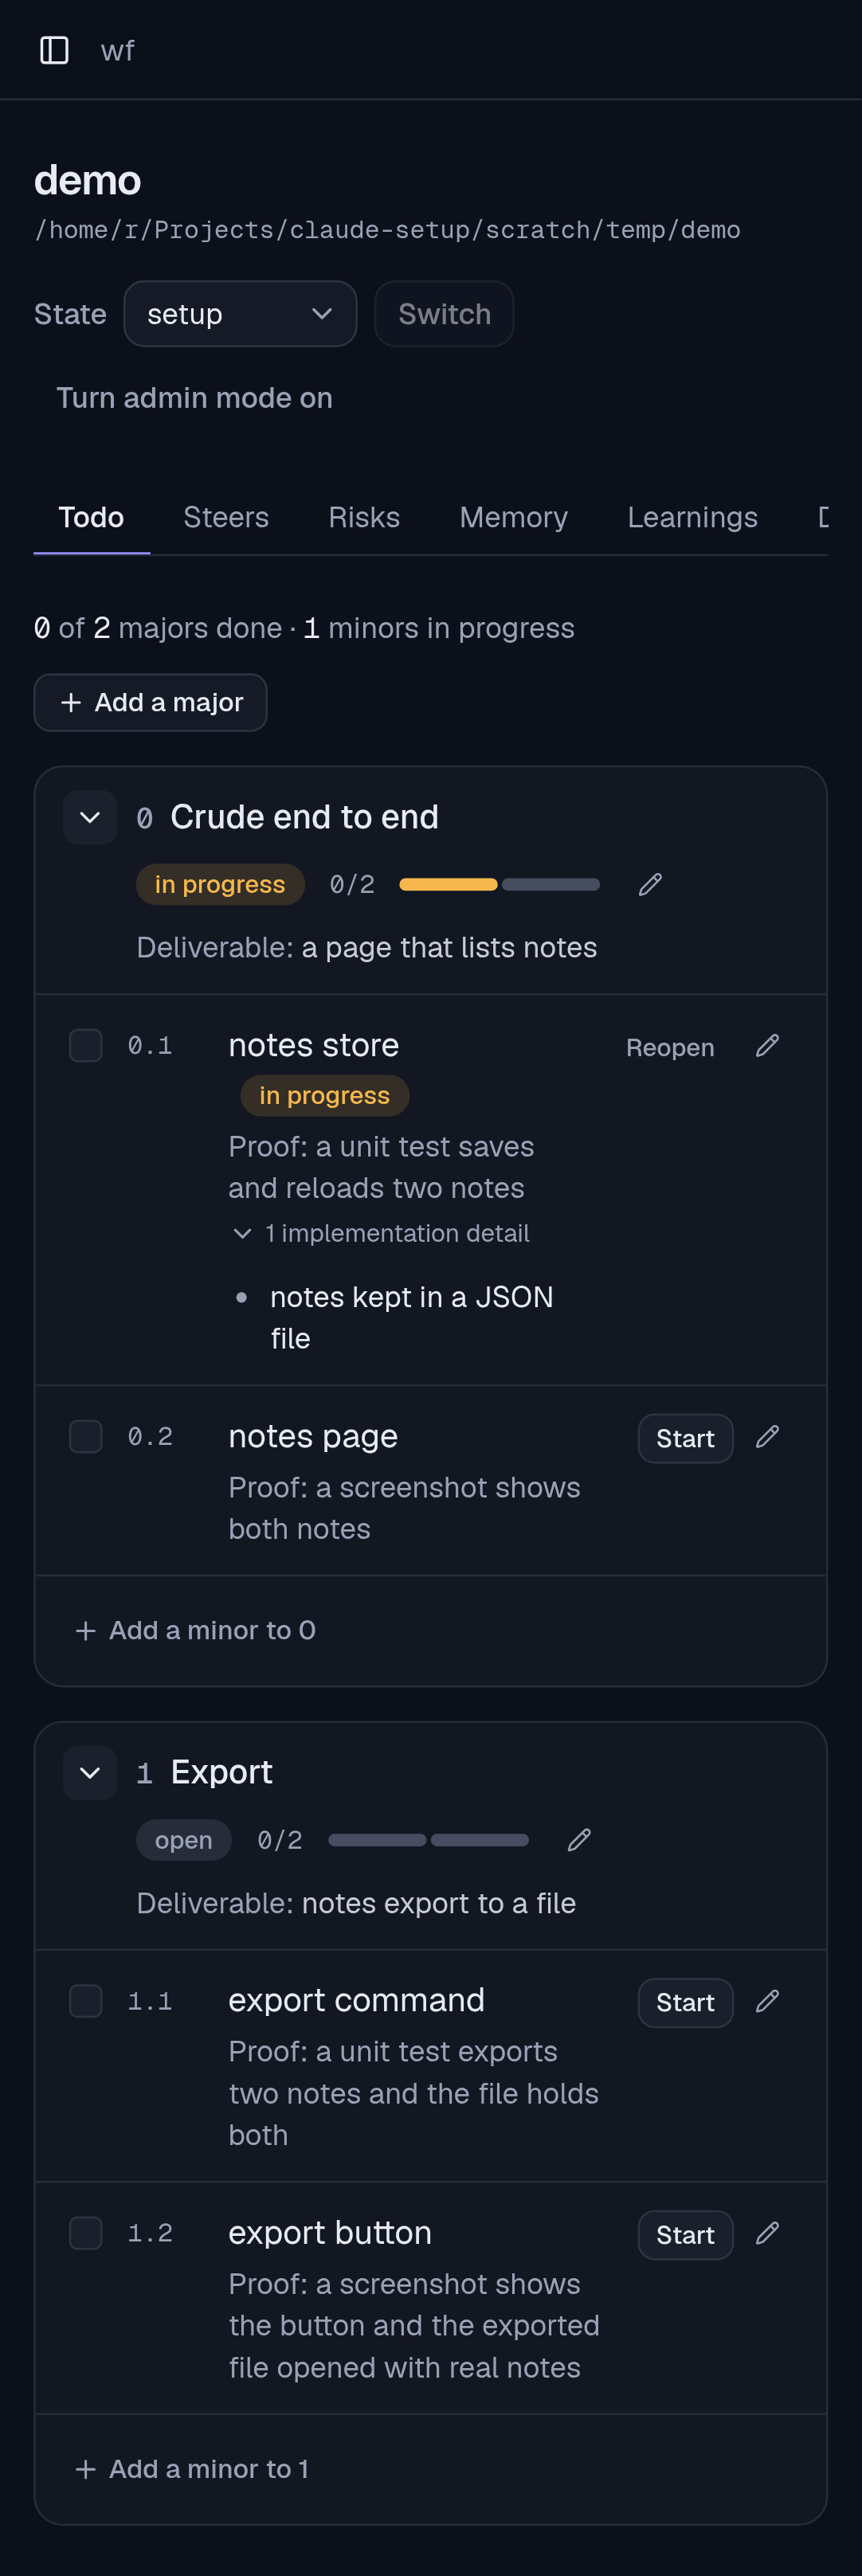 wf
demo
/home/r/Projects/claude-setup/scratch/temp/demo
State setup Switch
Turn admin mode on
Todo Steers Risks Memory Learnings
0 of 2 majors done · 1 minors in progress
+ Add a major
0 Crude end to end
in progress 0/2
Deliverable: a page that lists notes
0.1 notes store Reopen
in progress
Proof: a unit test saves
and reloads two notes
1 implementation detail
• notes kept in a JSON
file
0.2 notes page Start
Proof: a screenshot shows
both notes
+ Add a minor to 0
1 Export
open 0/2
Deliverable: notes export to a file
1.1 export command Start
Proof: a unit test exports
two notes and the file holds
both
1.2 export button Start
Proof: a screenshot shows
the button and the exported
file opened with real notes
+ Add a minor to 1